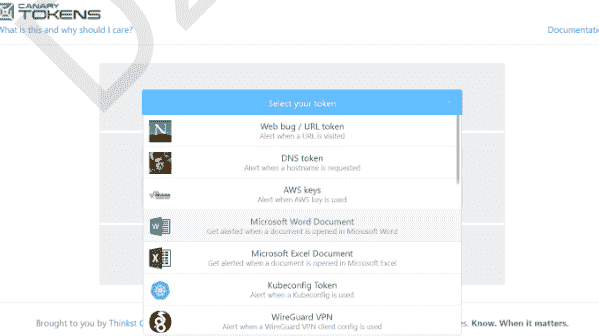 CANARY
TOKENS
What is this and why should I care?
Documentati
Select your token
Web bug / URL token
Alert when a URL is visited
DNS token
Alert when a hostname is requested
AWS keys
Alert when AWS key is used
Microsoft Word Document
Get alerted when a document is opened in Microsoft Word
Microsoft Excel Document
Get alerted when a document is opened in Microsoft Excel
Kubeconfig Token
Alert when a Kubeconfig is used
WireGuard VPN
Alert when a WireGuard VPN client config is used
Brought to you by Thinkst C es. Know. When it matters.